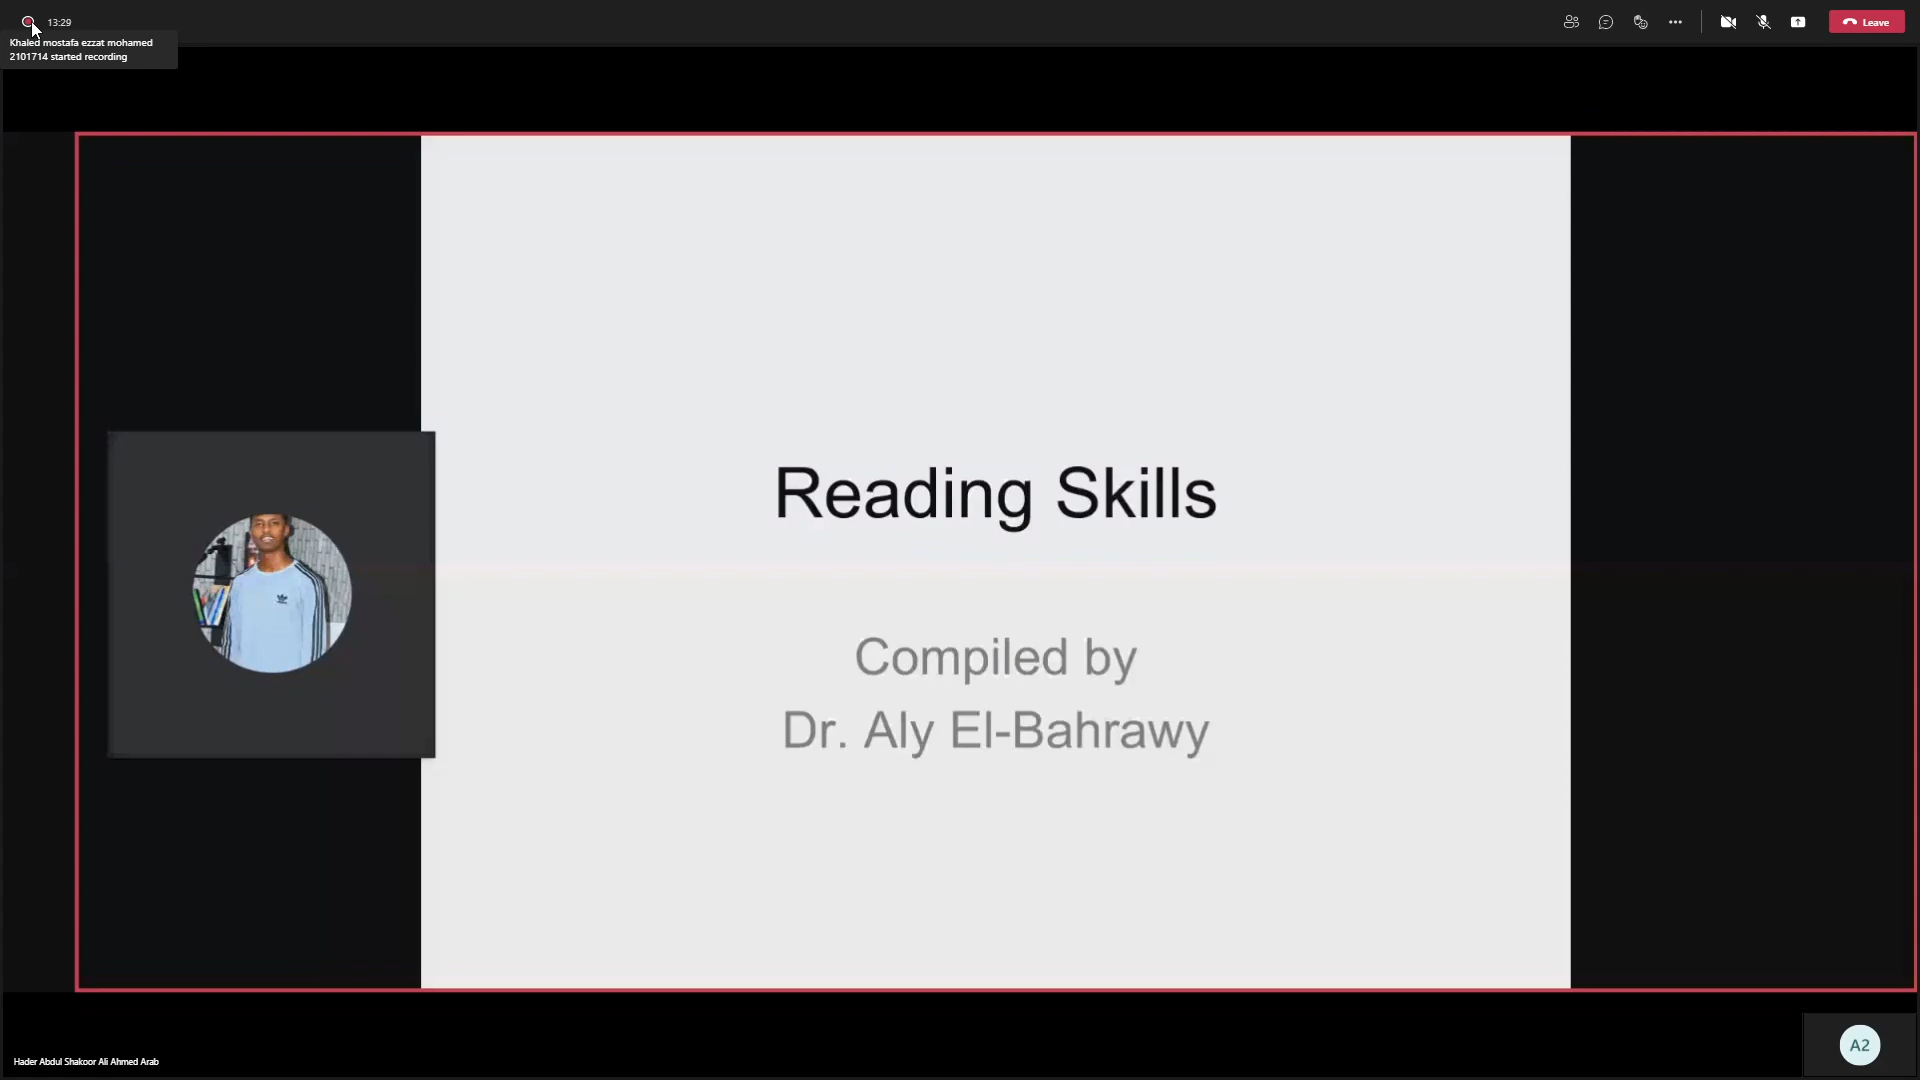 13:29
Leave
Khaled mostafa ezzat mohamed
2101714 started recording
Reading Skills
Compiled by
Dr. Aly El-Bahrawy
Hader Abdul Shakoor Ali Ahmed Arab
A2